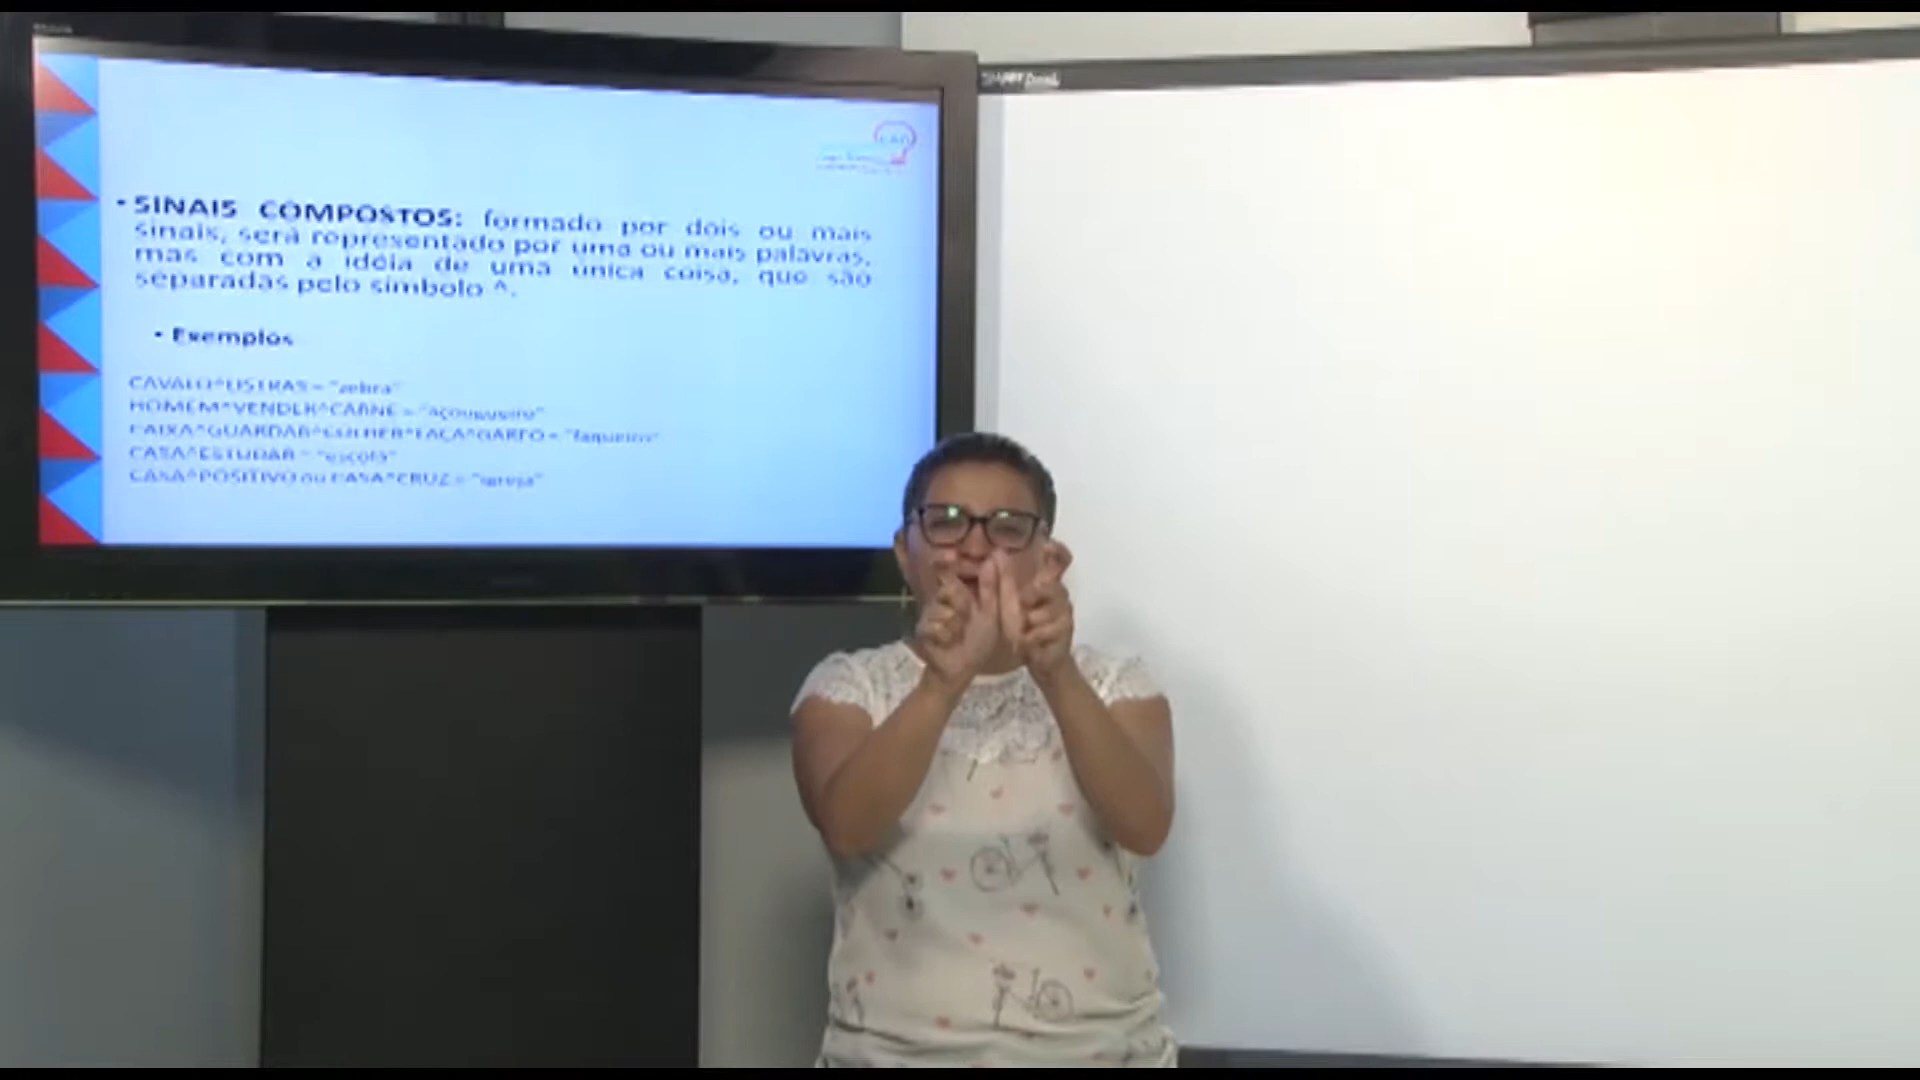 • SINAIS COMPOSTOS: formado por dois ou mais
sinais, será representado por uma ou mais palavras,
mas com a idéia de uma única coisa, que são
separadas pelo símbolo ^.
• Exemplos
CAVALO^LISTRAS = "zebra"
HOMEM^VENDER^CARNE = "açougueiro"
CAIXA^GUARDAR^COLHER^FACA^GARFO = "faqueiro"
CASA^ESTUDAR = "escola"
CASA^POSITIVO ou CASA^CRUZ = "igreja"
SMART Board